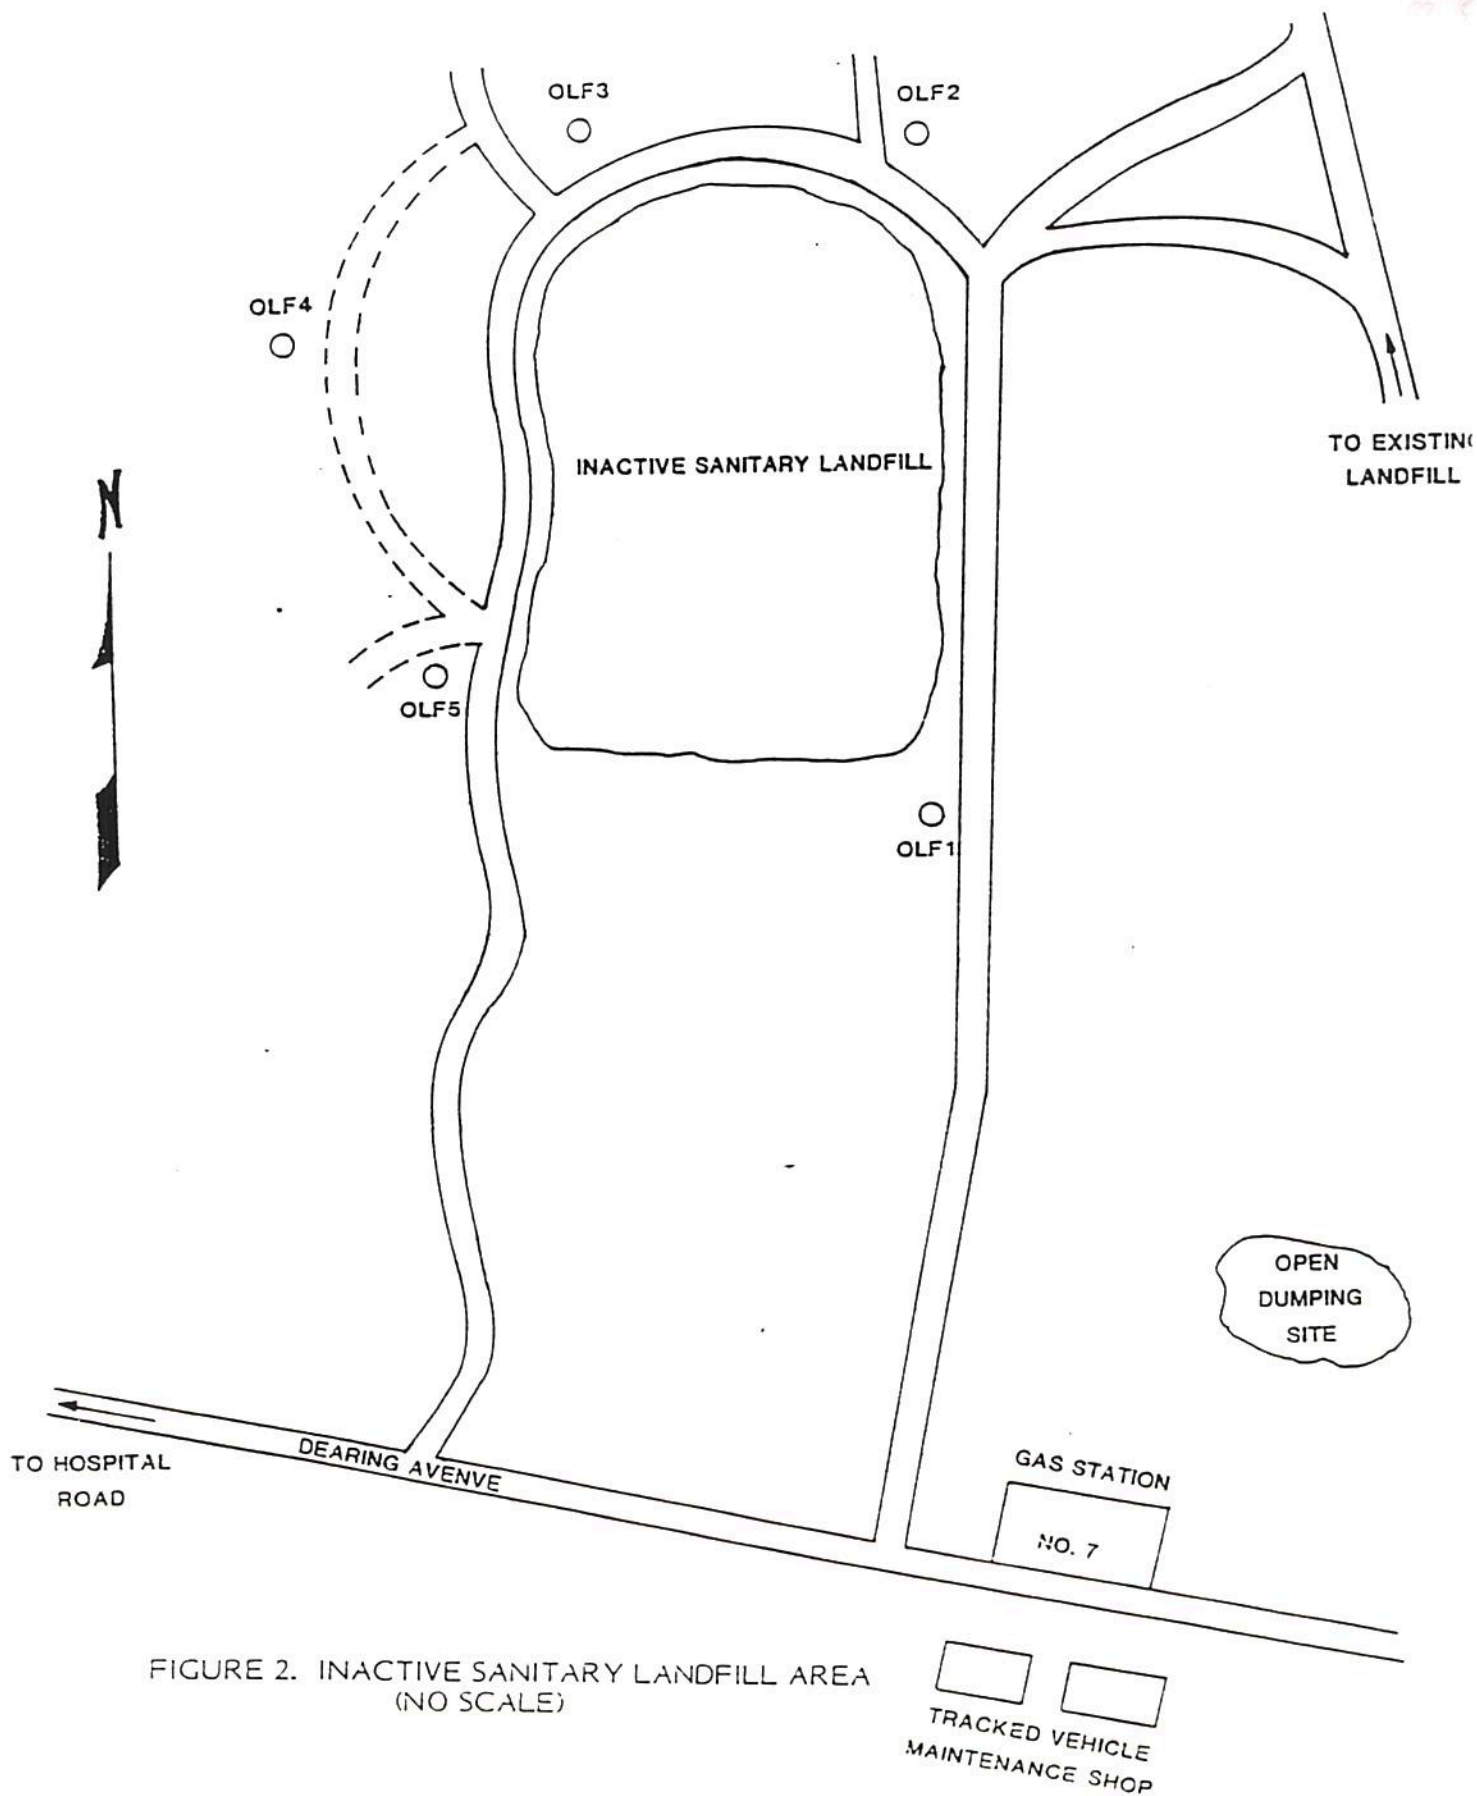 OLF3
OLF2
OLF4
TO EXISTING
LANDFILL
INACTIVE SANITARY LANDFILL
N
OLF5
OLF1
OPEN
DUMPING
SITE
TO HOSPITAL
ROAD
DEARING AVENVE
GAS STATION
NO. 7
FIGURE 2. INACTIVE SANITARY LANDFILL AREA
(NO SCALE)
TRACKED VEHICLE
MAINTENANCE SHOP